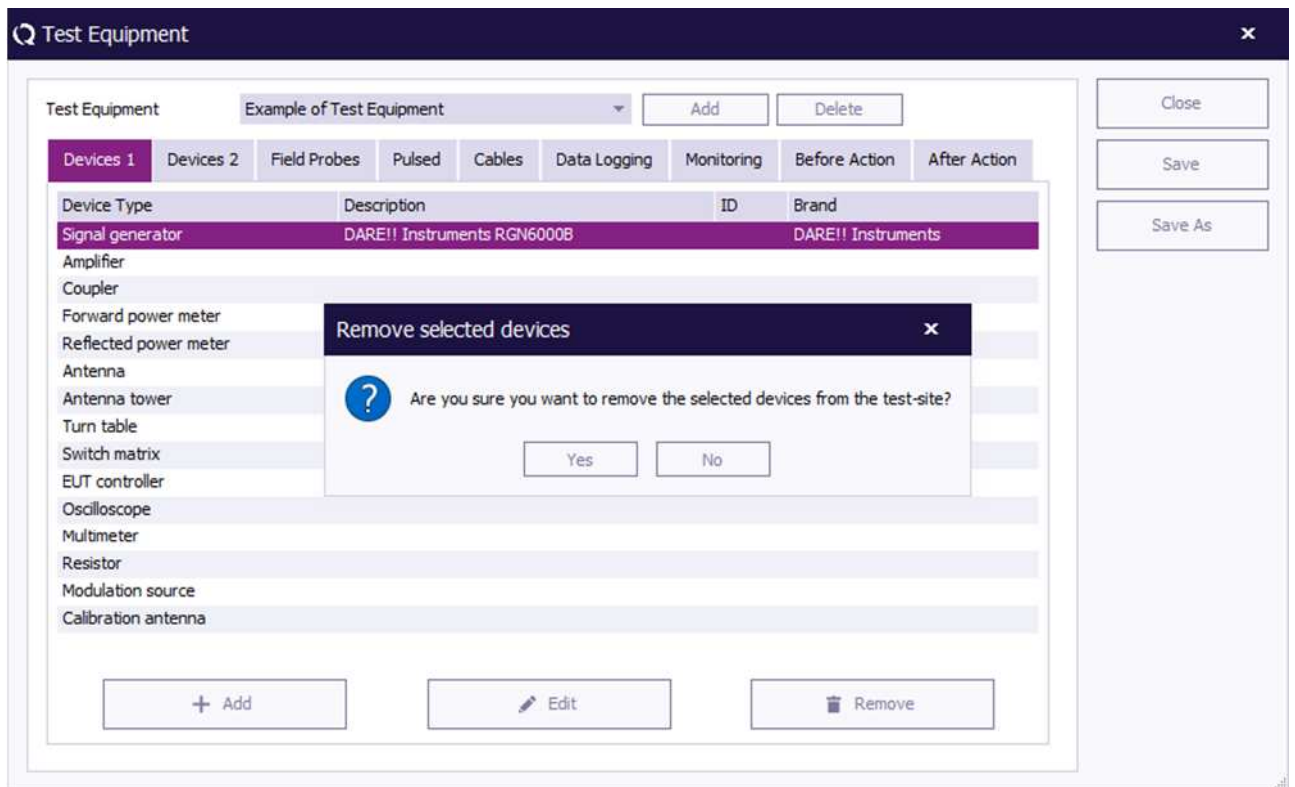 Test Equipment
Test Equipment Example of Test Equipment Add Delete
Close
Save
Save As
Devices 1 Devices 2 Field Probes Pulsed Cables Data Logging Monitoring Before Action After Action
Device Type Description ID Brand
Signal generator DARE!! Instruments RGN6000B DARE!! Instruments
Amplifier
Coupler
Forward power meter
Reflected power meter
Antenna
Antenna tower
Turn table
Switch matrix
EUT controller
Oscilloscope
Multimeter
Resistor
Modulation source
Calibration antenna
Remove selected devices
Are you sure you want to remove the selected devices from the test-site?
Yes No
+ Add Edit Remove